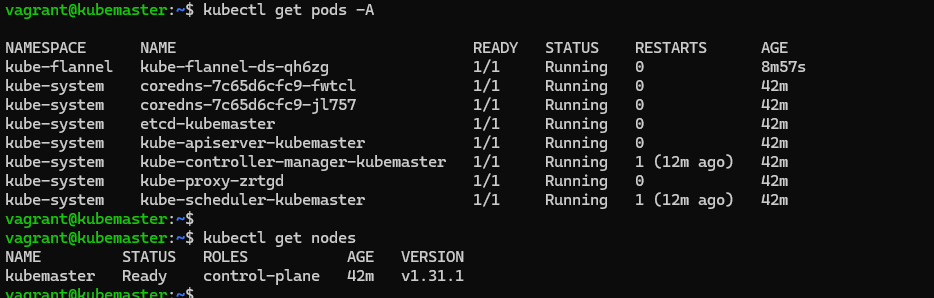 vagrant@kubemaster:~$ kubectl get pods -A
NAMESPACE NAME READY STATUS RESTARTS AGE
kube-flannel kube-flannel-ds-qh6zg 1/1 Running 0 8m57s
kube-system coredns-7c65d6cfc9-fwtcl 1/1 Running 0 42m
kube-system coredns-7c65d6cfc9-jl757 1/1 Running 0 42m
kube-system etcd-kubemaster 1/1 Running 0 42m
kube-system kube-apiserver-kubemaster 1/1 Running 0 42m
kube-system kube-controller-manager-kubemaster 1/1 Running 1 (12m ago) 42m
kube-system kube-proxy-zrtgd 1/1 Running 0 42m
kube-system kube-scheduler-kubemaster 1/1 Running 1 (12m ago) 42m
vagrant@kubemaster:~$
vagrant@kubemaster:~$ kubectl get nodes
NAME STATUS ROLES AGE VERSION
kubemaster Ready control-plane 42m v1.31.1
vagrant@kubemaster:~$